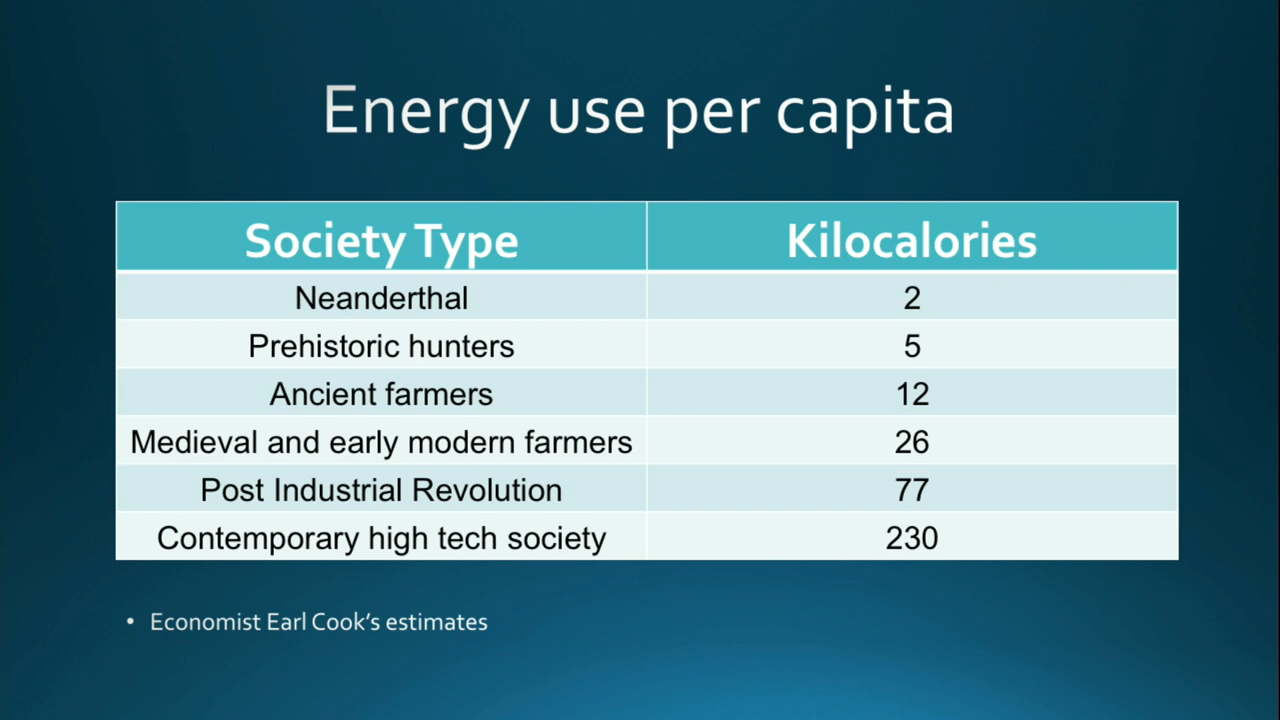 Energy use per capita
Society Type Kilocalories
Neanderthal 2
Prehistoric hunters 5
Ancient farmers 12
Medieval and early modern farmers 26
Post Industrial Revolution 77
Contemporary high tech society 230
• Economist Earl Cook's estimates